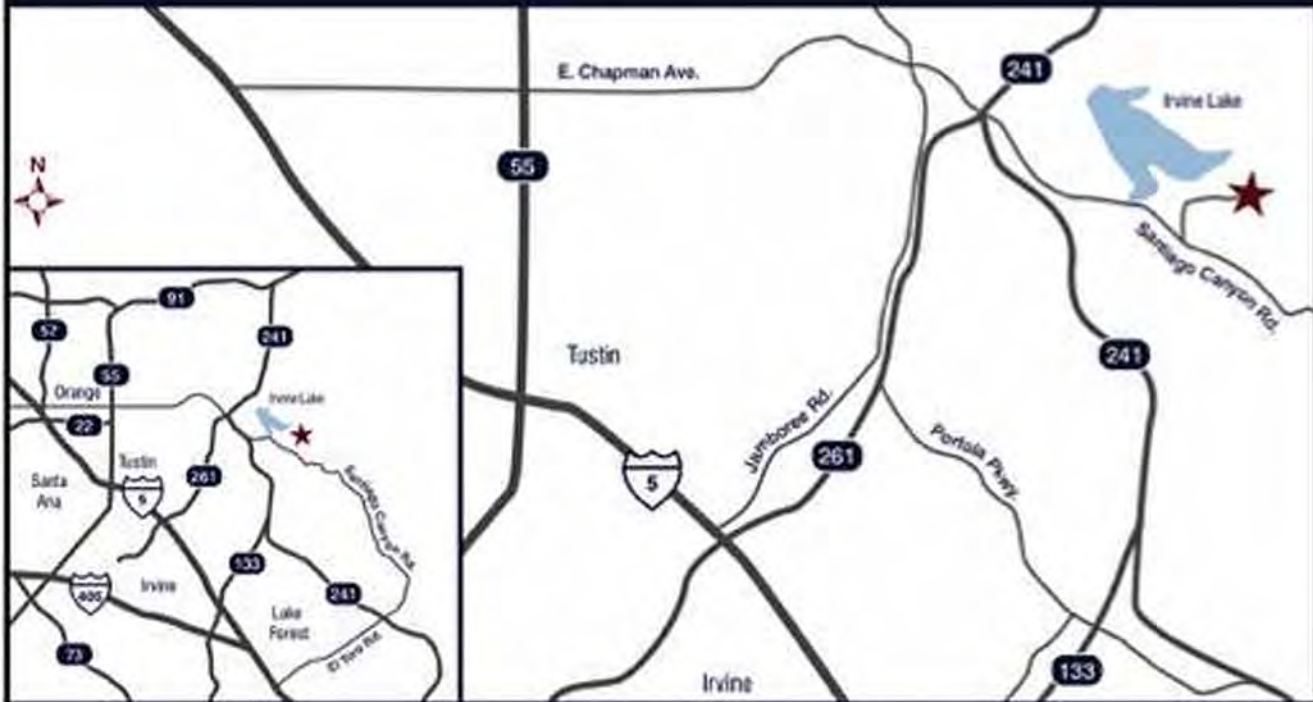 241
Irvine Lake
E. Chapman Ave.
55
N
Santiago Canyon Rd.
241
Tustin
Jamboree Rd.
261
Portola Pkwy.
5
133
Irvine
91
57
241
55
Orange
Irvine Lake
22
Tustin
261
Santa
Ana
5
Santiago Canyon Rd.
133
Irvine
405
241
Lake
Forest
El Toro Rd.
73